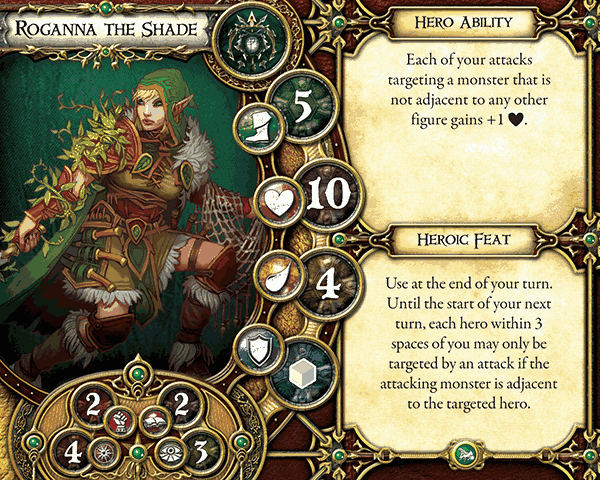 Roganna the Shade
5
10
4
2
2
4
3
Hero Ability
Each of your attacks
targeting a monster that is
not adjacent to any other
figure gains +1 ♥.
Heroic Feat
Use at the end of your turn.
Until the start of your next
turn, each hero within 3
spaces of you may only be
targeted by an attack if the
attacking monster is adjacent
to the targeted hero.